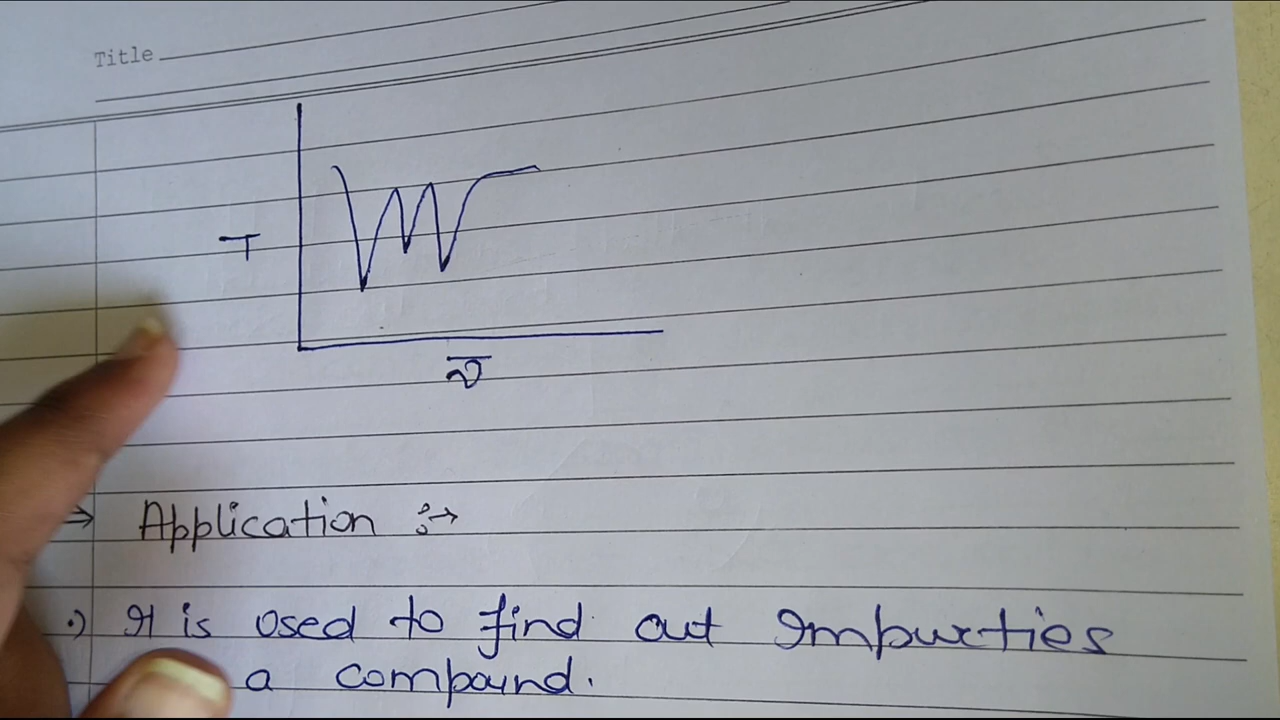 Title
T
ν̅
⇒ Application :→
•) It is used to find out Impurties
a compound.